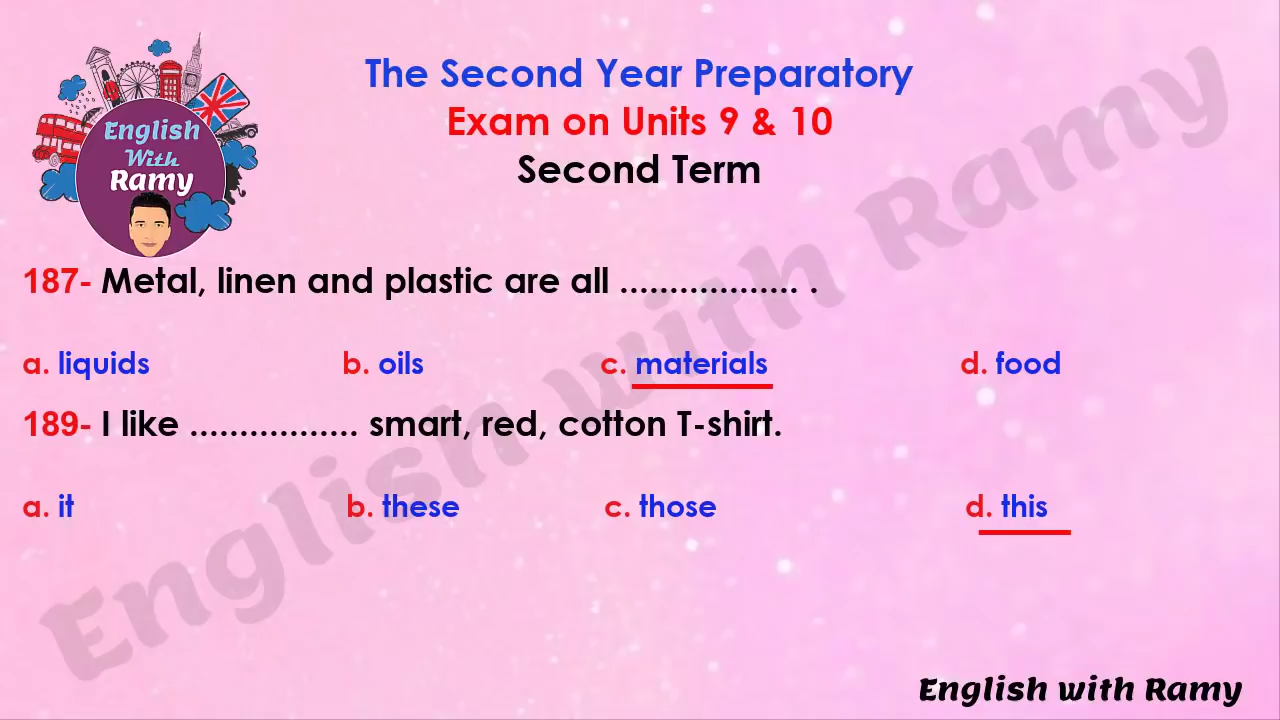 English
With
Ramy
The Second Year Preparatory
Exam on Units 9 & 10
Second Term
187- Metal, linen and plastic are all .................. .
a. liquids b. oils c. materials d. food
189- I like ................. smart, red, cotton T-shirt.
a. it b. these c. those d. this
English with Ramy
English with Ramy